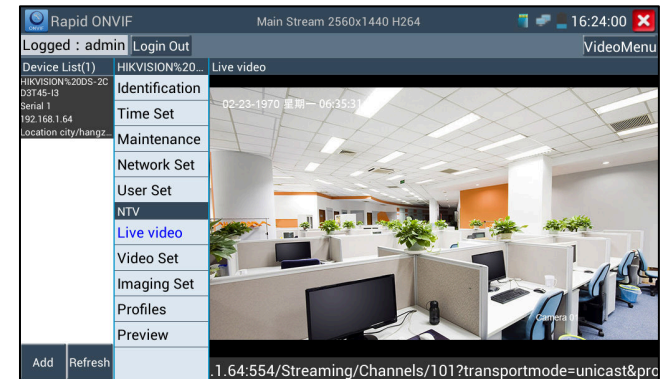 ONVIF
Rapid ONVIF
Main Stream 2560x1440 H264
16:24:00
Logged : admin
Login Out
VideoMenu
Device List(1)
HIKVISION%20...
Live video
HIKVISION%20DS-2C
D3T45-I3
Serial 1
192.168.1.64
Location city/hangz...
Identification
Time Set
Maintenance
Network Set
User Set
NTV
Live video
Video Set
Imaging Set
Profiles
Preview
02-23-1970 星期一 06:35:31
Camera 01
Add
Refresh
.1.64:554/Streaming/Channels/101?transportmode=unicast&pro